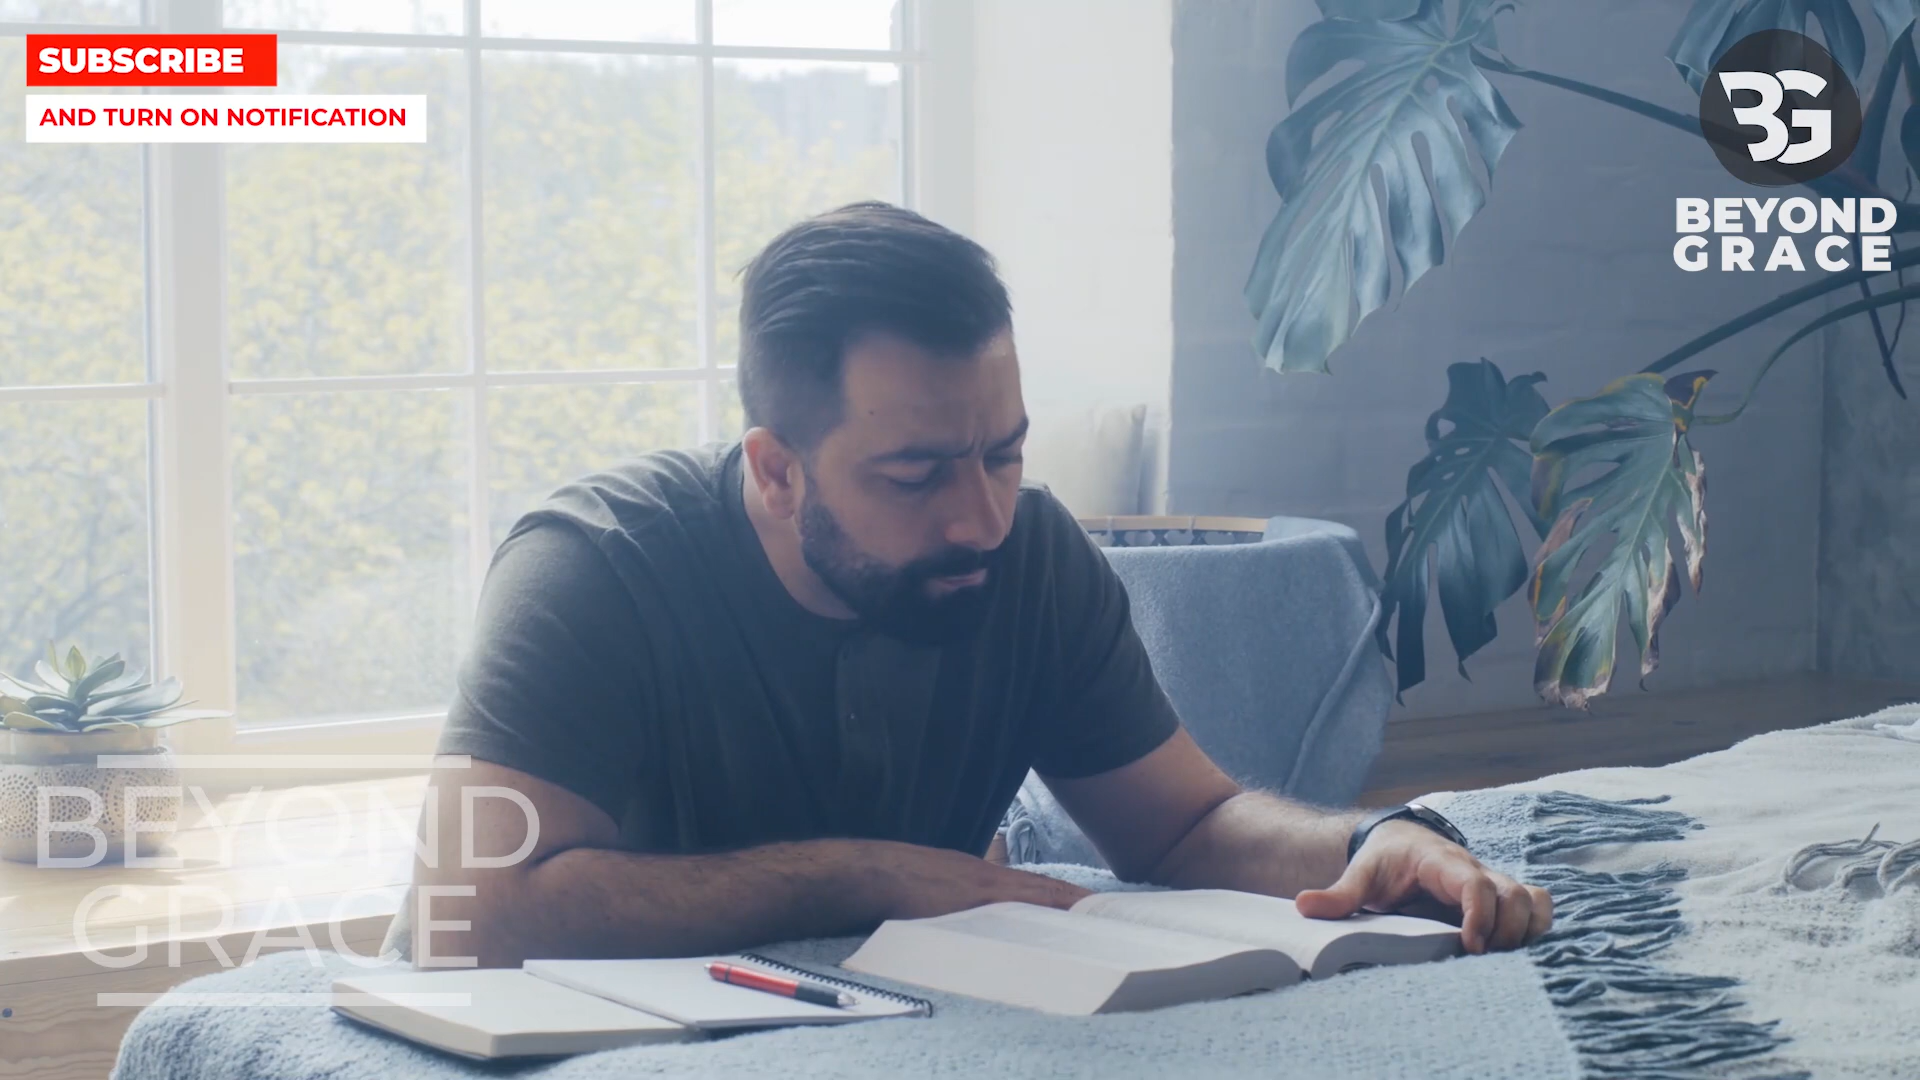 SUBSCRIBE
AND TURN ON NOTIFICATION
BG
BEYOND
GRACE
BEYOND
GRACE